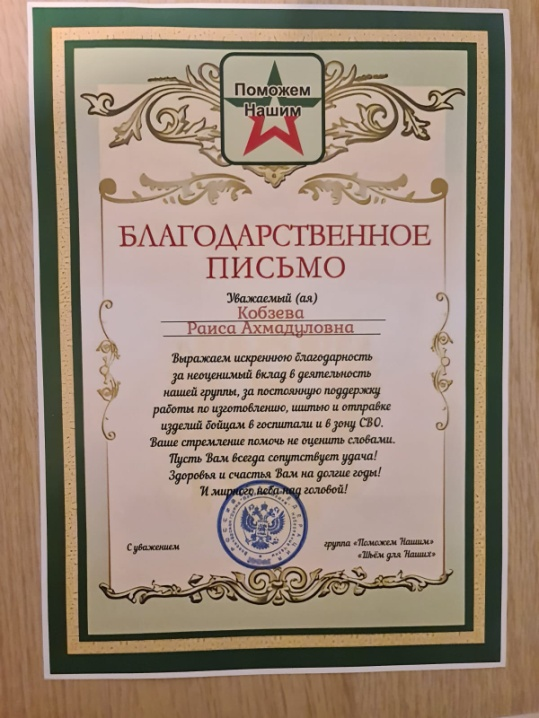 Поможем
Нашим
БЛАГОДАРСТВЕННОЕ
ПИСЬМО
Уважаемый (ая)
Кобзева
Раиса Ахмадуловна
Выражаем искреннюю благодарность
за неоценимый вклад в деятельность
нашей группы, за постоянную поддержку
работы по изготовлению, шитью и отправке
изделий бойцам в госпитали и в зону СВО.
Ваше стремление помочь не оценить словами.
Пусть Вам всегда сопутствует удача!
Здоровья и счастья Вам на долгие годы!
И мирного неба над головой!
С уважением
группа «Поможем Нашим»
«Шьём для Наших»